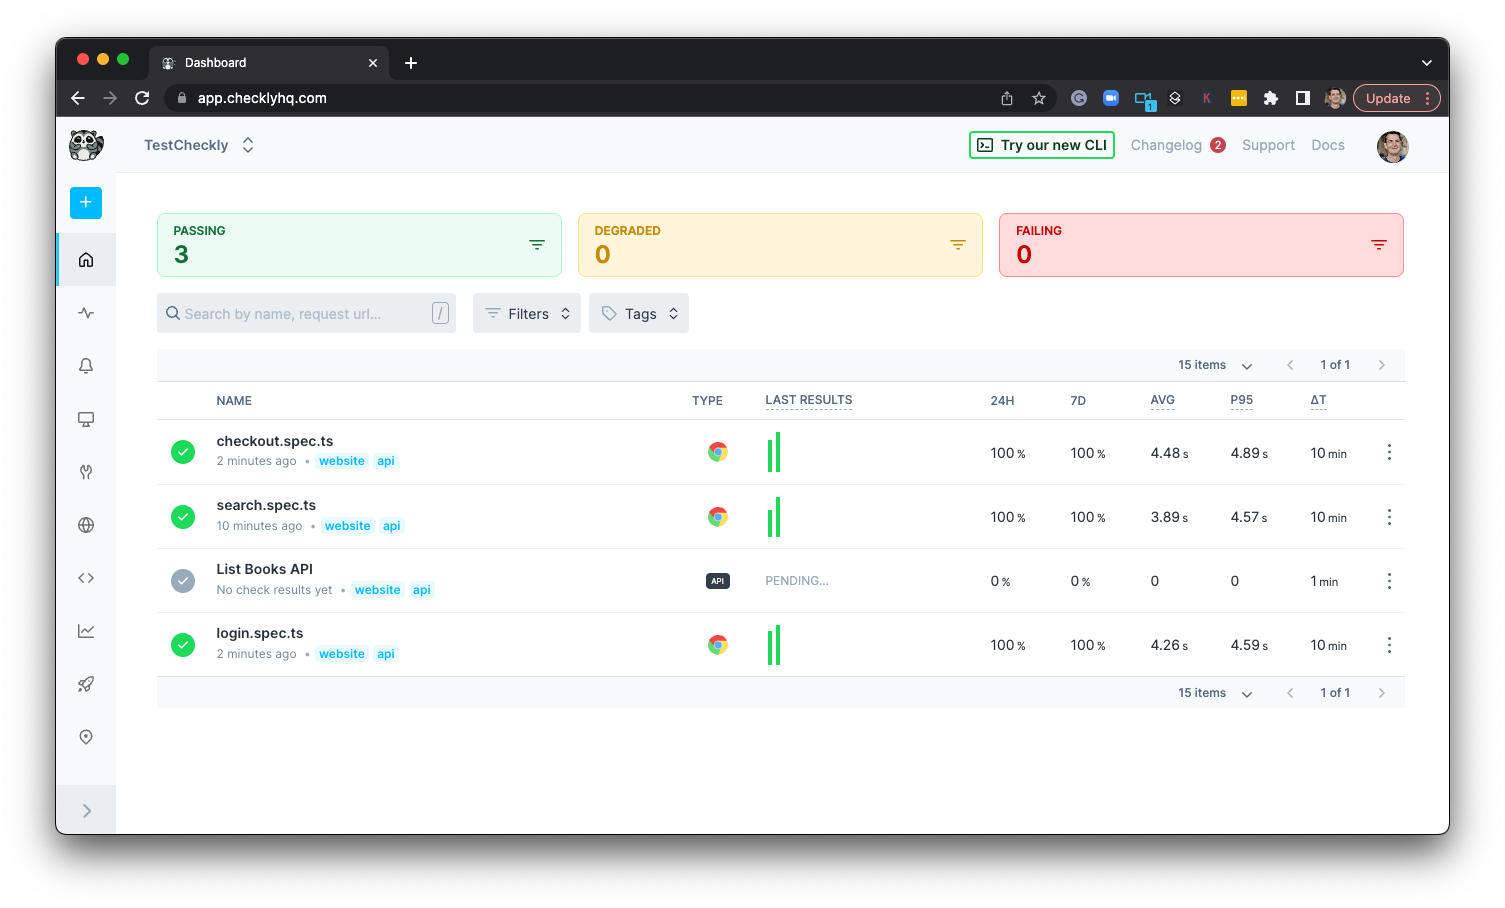 Dashboard
app.checklyhq.com
1
K
Update
TestCheckly
Try our new CLI
Changelog 2
Support
Docs
+
PASSING
3
DEGRADED
0
FAILING
0
Search by name, request url...
/
Filters
Tags
15 items
1 of 1
NAME TYPE LAST RESULTS 24H 7D AVG P95 ΔT
checkout.spec.ts
2 minutes ago • website api
100 % 100 % 4.48 s 4.89 s 10 min
search.spec.ts
10 minutes ago • website api
100 % 100 % 3.89 s 4.57 s 10 min
List Books API
No check results yet • website api
API PENDING... 0 % 0 % 0 0 1 min
login.spec.ts
2 minutes ago • website api
100 % 100 % 4.26 s 4.59 s 10 min
15 items
1 of 1